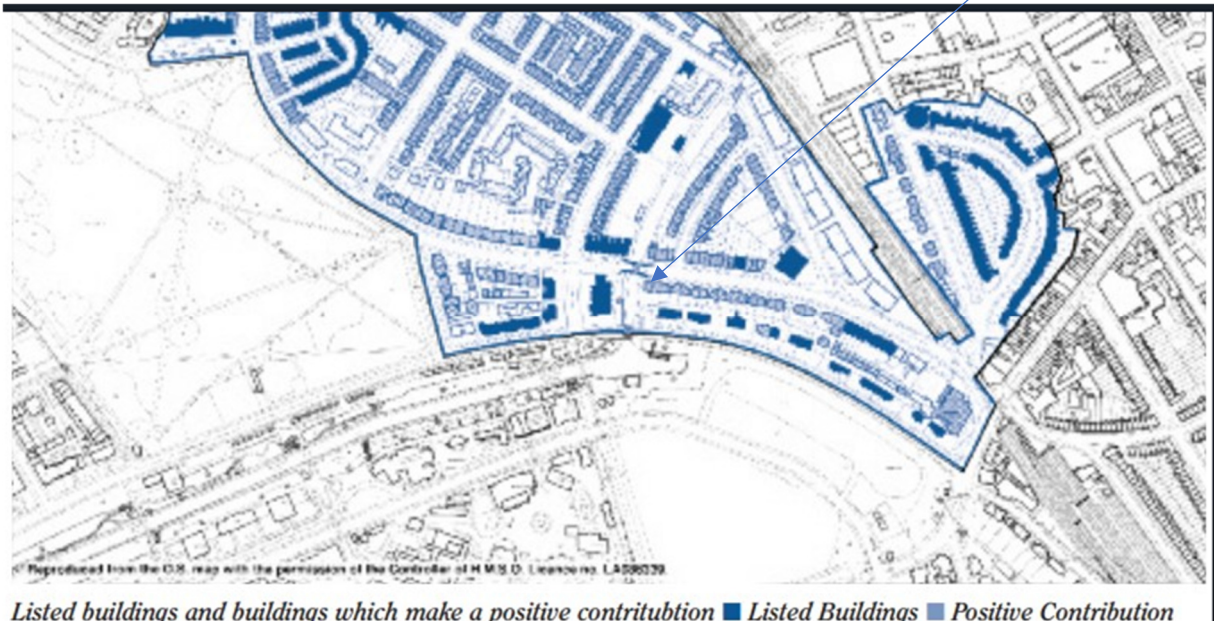 Reproduced from the O.S. map with the permission of the Controller of H.M.S.O. Licence no. LA086339.
Listed buildings and buildings which make a positive contritubtion Listed Buildings Positive Contribution